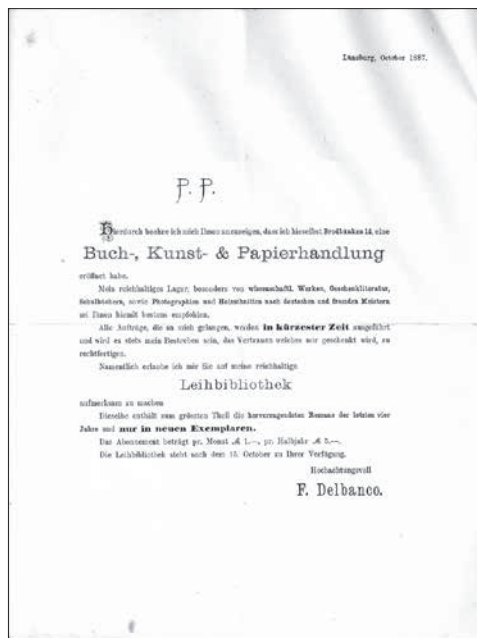 Lüneburg, October 1887.
P. P.
Hierdurch beehre ich mich Ihnen anzuzeigen, dass ich hieselbst Brodbänken 14, eine
Buch-, Kunst- & Papierhandlung
eröffnet habe.
Mein reichhaltiges Lager, besonders von wissenschaftl. Werken, Geschenkliteratur,
Schulbüchern, sowie Photographien und Holzschnitten nach deutschen und fremden Meistern
sei Ihnen hiemit bestens empfohlen.
Alle Aufträge, die an mich gelangen, werden in kürzester Zeit ausgeführt
und wird es stets mein Bestreben sein, das Vertrauen welches mir geschenkt wird, zu
rechtfertigen.
Namentlich erlaube ich mir Sie auf meine reichhaltige
Leihbibliothek
aufmerksam zu machen
Dieselbe enthält zum grössten Theil die hervorragendsten Romane der letzten vier
Jahre und nur in neuen Exemplaren.
Das Abonnement beträgt pr. Monat ℳ 1.—, pr. Halbjahr ℳ 5.—.
Die Leihbibliothek steht nach dem 15. October zu Ihrer Verfügung.
Hochachtungsvoll
F. Delbanco.